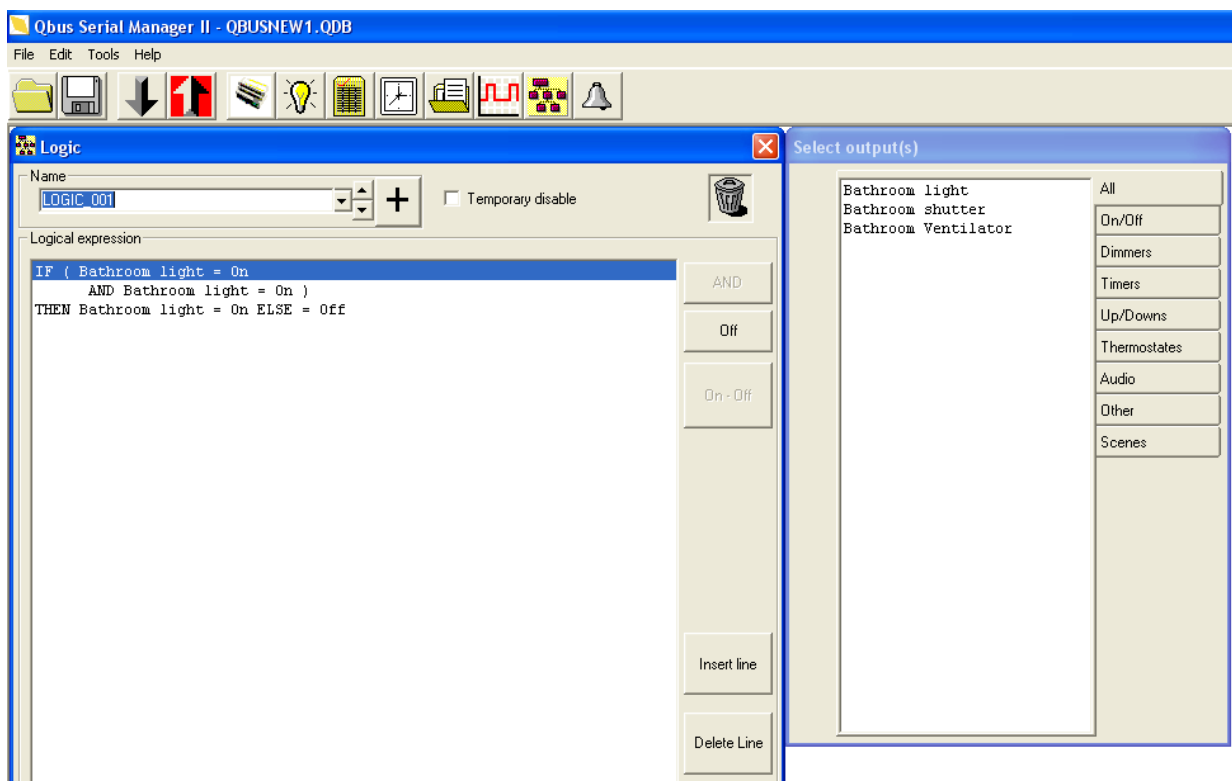 Qbus Serial Manager II - QBUSNEW1.QDB
File Edit Tools Help
Logic
Name
LOGIC_001
Temporary disable
Logical expression
IF ( Bathroom light = On
AND Bathroom light = On )
THEN Bathroom light = On ELSE = Off
AND
Off
On - Off
Insert line
Delete Line
Select output(s)
Bathroom light
Bathroom shutter
Bathroom Ventilator
All
On/Off
Dimmers
Timers
Up/Downs
Thermostates
Audio
Other
Scenes